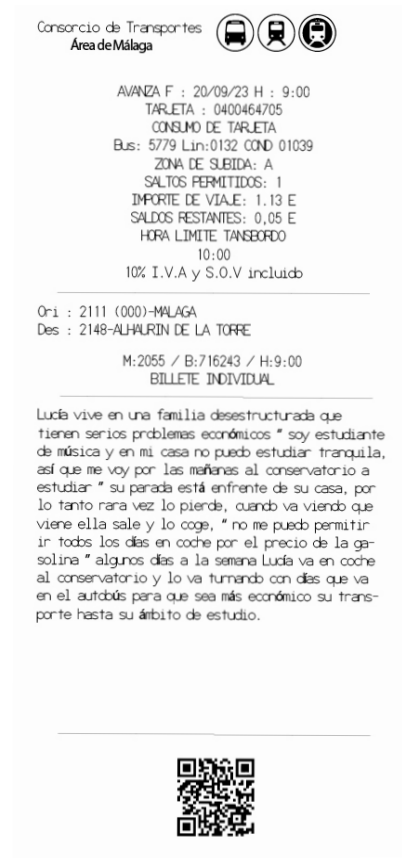 Consorcio de Transportes
Área de Málaga
AVANZA F : 20/09/23 H : 9:00
TARJETA : 0400464705
CONSUMO DE TARJETA
Bus: 5779 Lin:0132 COND 01039
ZONA DE SUBIDA: A
SALTOS PERMITIDOS: 1
IMPORTE DE VIAJE: 1.13 E
SALDOS RESTANTES: 0,05 E
HORA LIMITE TANSBORDO
10:00
10% I.V.A y S.O.V incluido
Ori : 2111 (000)-MALAGA
Des : 2148-ALHAURIN DE LA TORRE
M:2055 / B:716243 / H:9:00
BILLETE INDIVIDUAL
Lucía vive en una familia desestructurada que
tienen serios problemas económicos " soy estudiante
de música y en mi casa no puedo estudiar tranquila,
así que me voy por las mañanas al conservatorio a
estudiar " su parada está enfrente de su casa, por
lo tanto rara vez lo pierde, cuando va viendo que
viene ella sale y lo coge, " no me puedo permitir
ir todos los días en coche por el precio de la ga-
solina " algunos días a la semana Lucía va en coche
al conservatorio y lo va turnando con días que va
en el autobús para que sea más económico su trans-
porte hasta su ámbito de estudio.